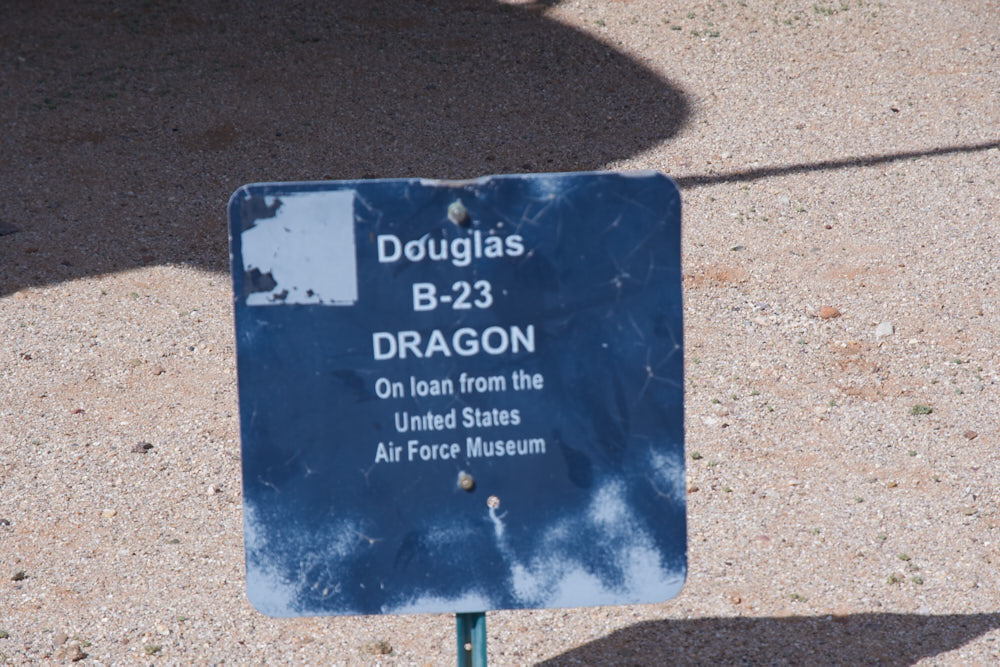 Douglas
B-23
DRAGON
On loan from the
United States
Air Force Museum